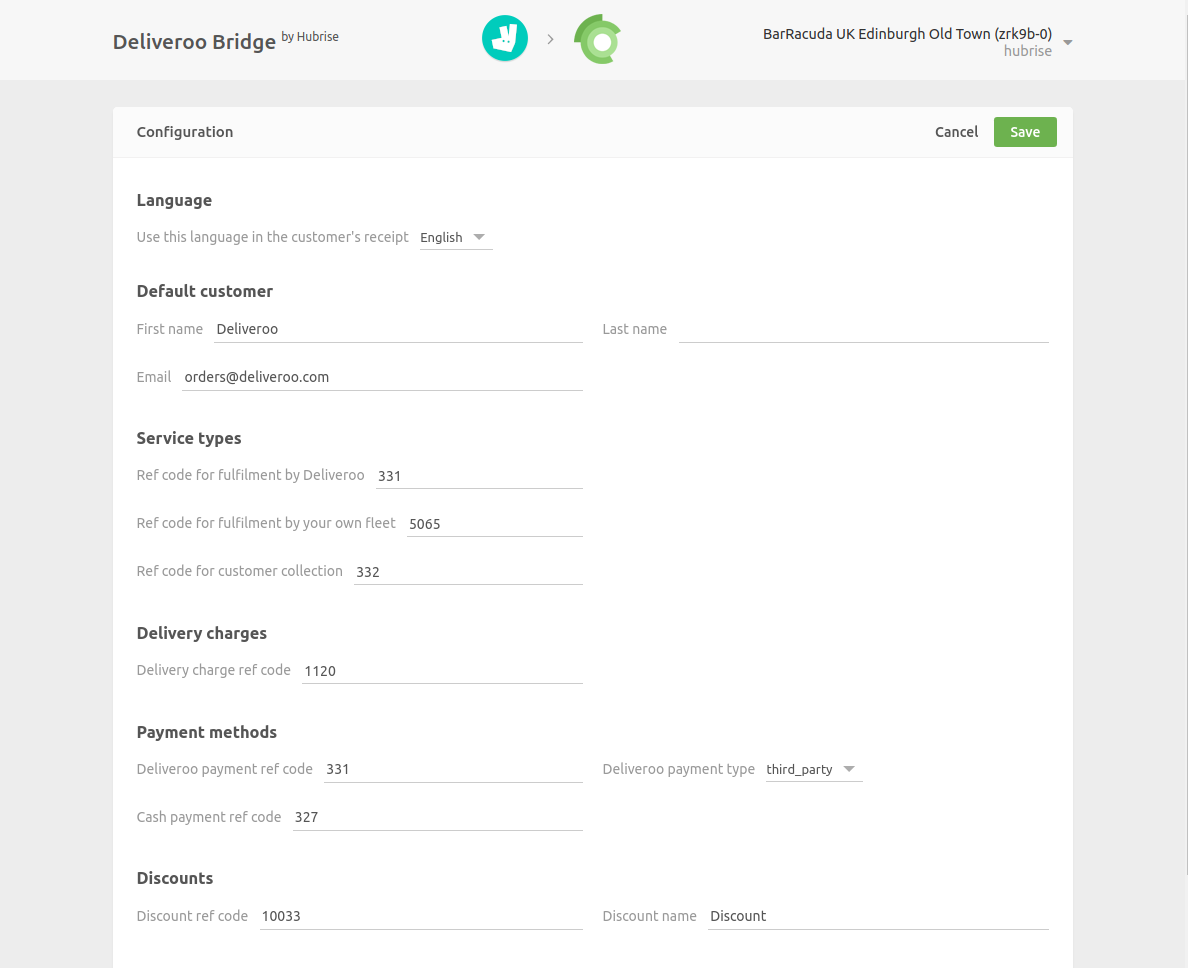 Deliveroo Bridge by Hubrise
BarRacuda UK Edinburgh Old Town (zrk9b-0)
hubrise
Configuration Cancel Save
Language
Use this language in the customer's receipt English
Default customer
First name Deliveroo Last name
Email orders@deliveroo.com
Service types
Ref code for fulfilment by Deliveroo 331
Ref code for fulfilment by your own fleet 5065
Ref code for customer collection 332
Delivery charges
Delivery charge ref code 1120
Payment methods
Deliveroo payment ref code 331 Deliveroo payment type third_party
Cash payment ref code 327
Discounts
Discount ref code 10033 Discount name Discount